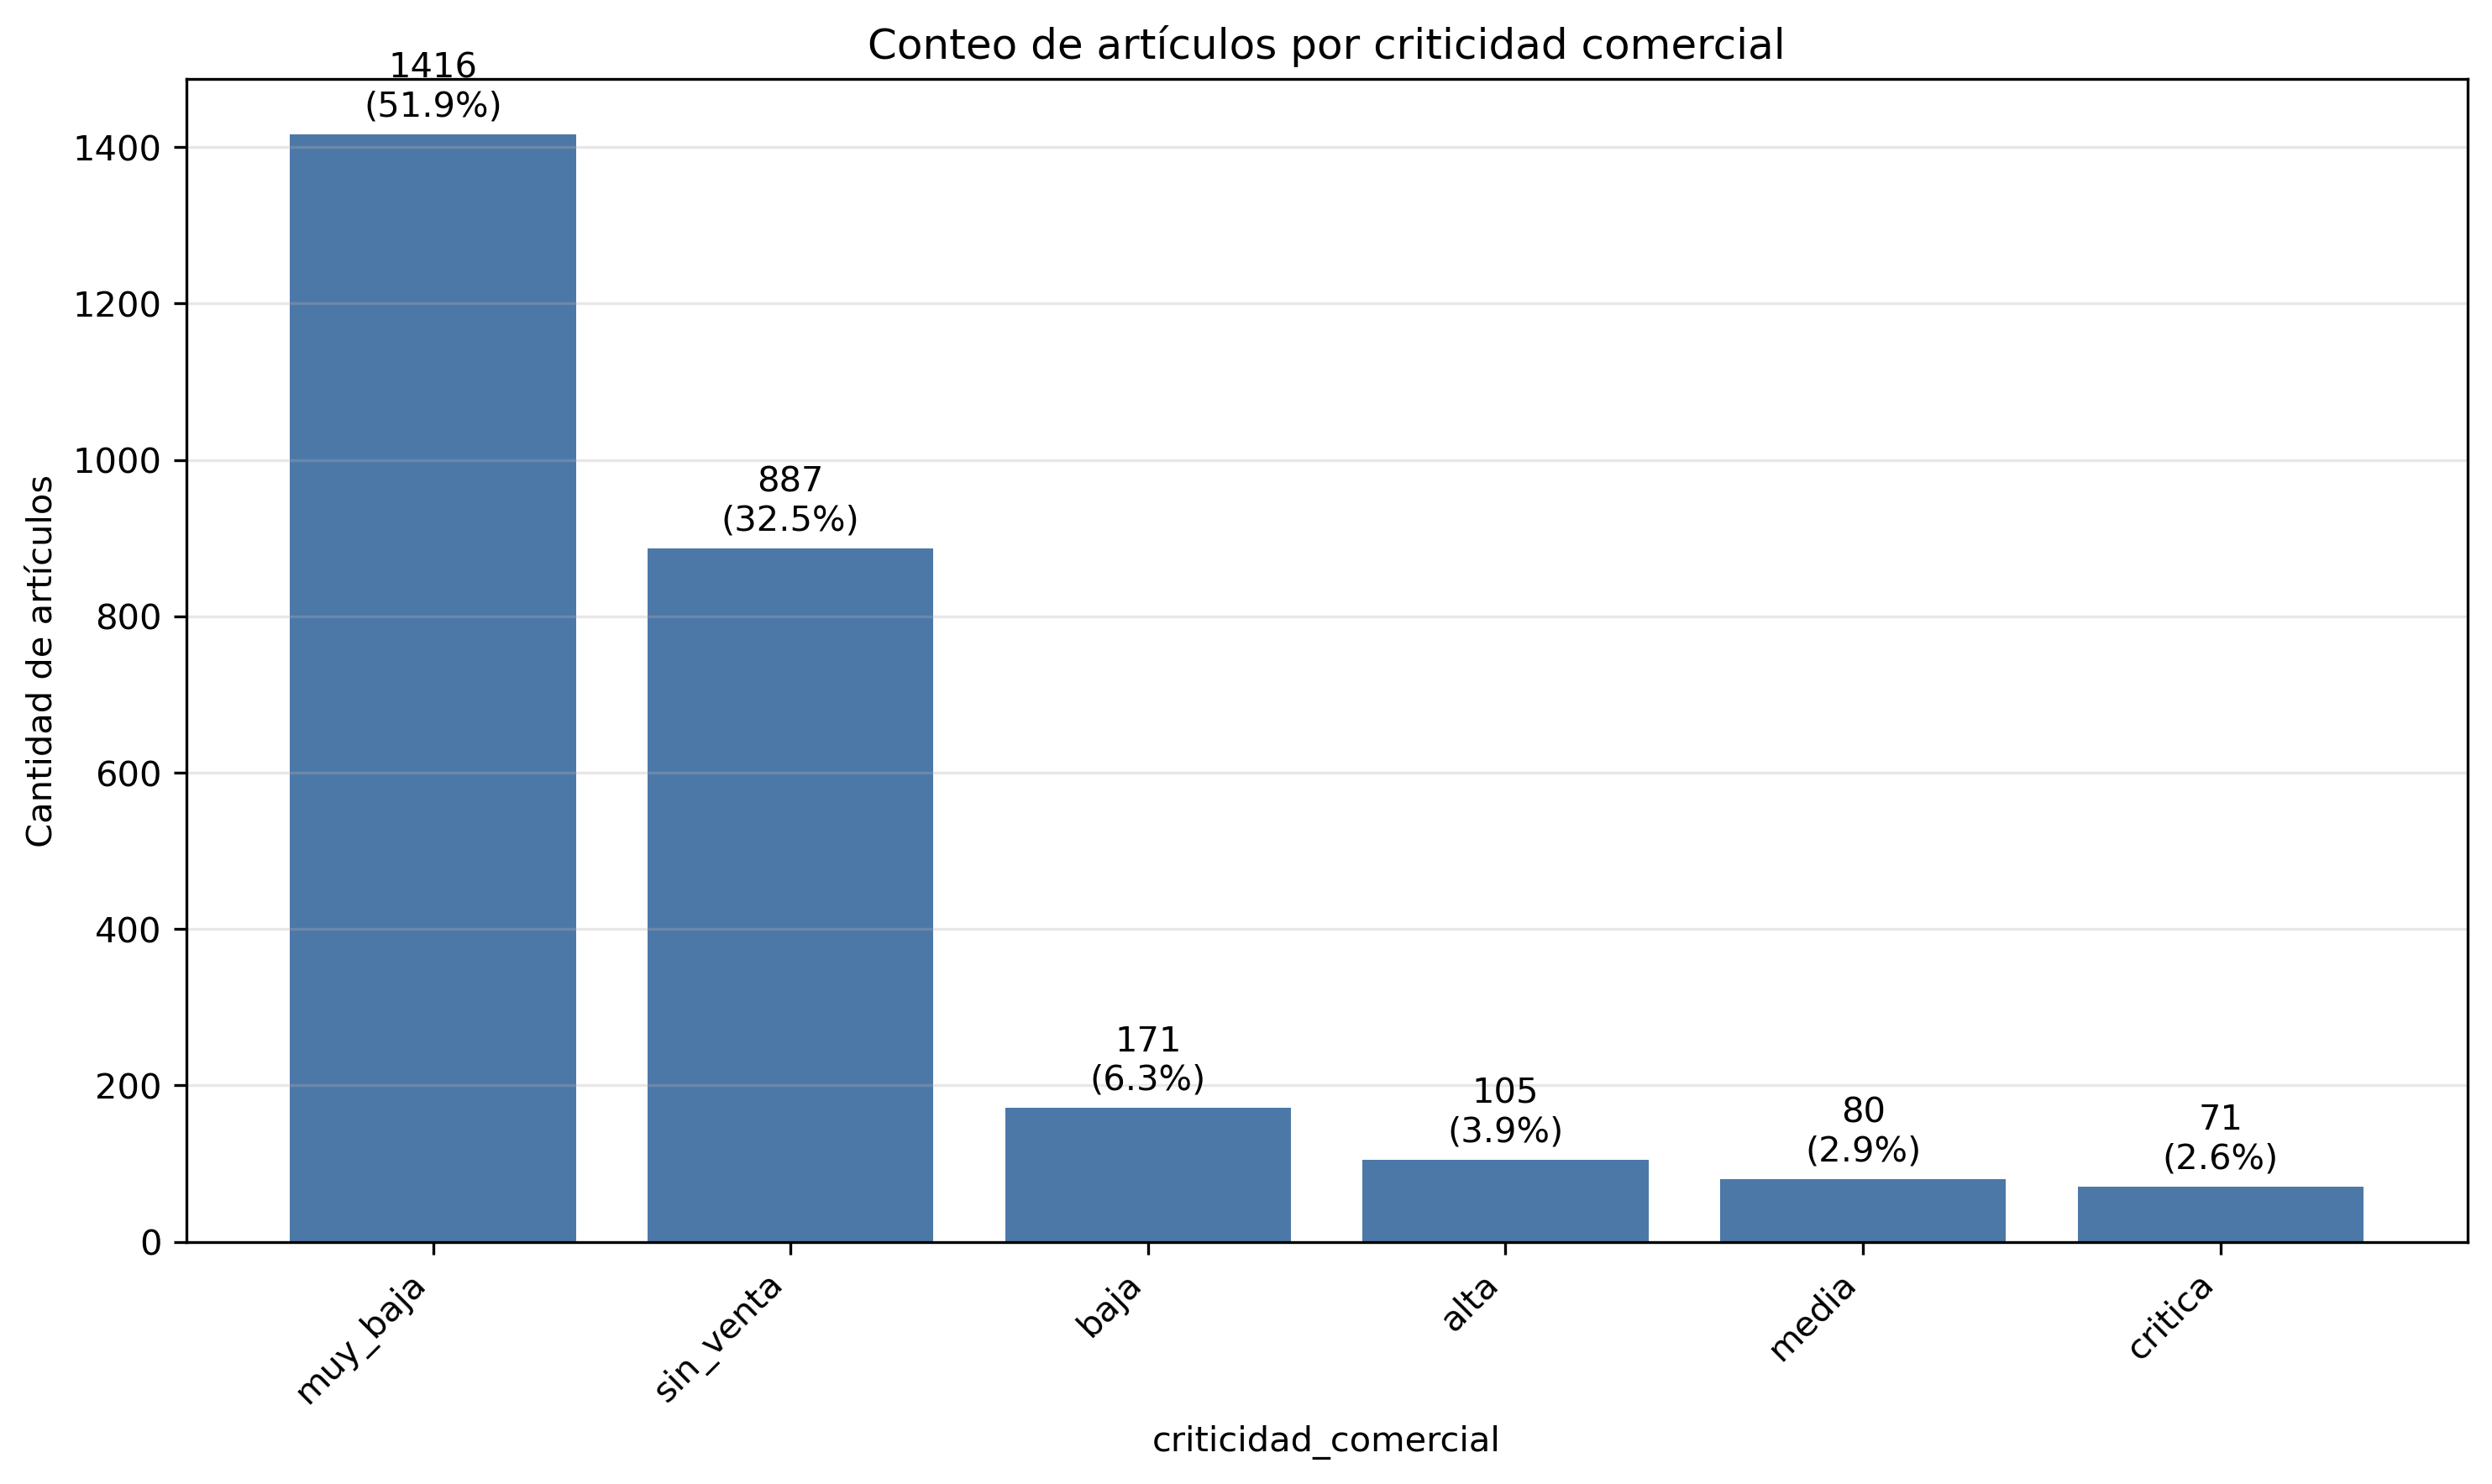 Conteo de artículos por criticidad comercial
Cantidad de artículos
1400
1200
1000
800
600
400
200
0
1416
(51.9%)
887
(32.5%)
171
(6.3%)
105
(3.9%)
80
(2.9%)
71
(2.6%)
muy_baja
sin_venta
baja
alta
media
critica
criticidad_comercial